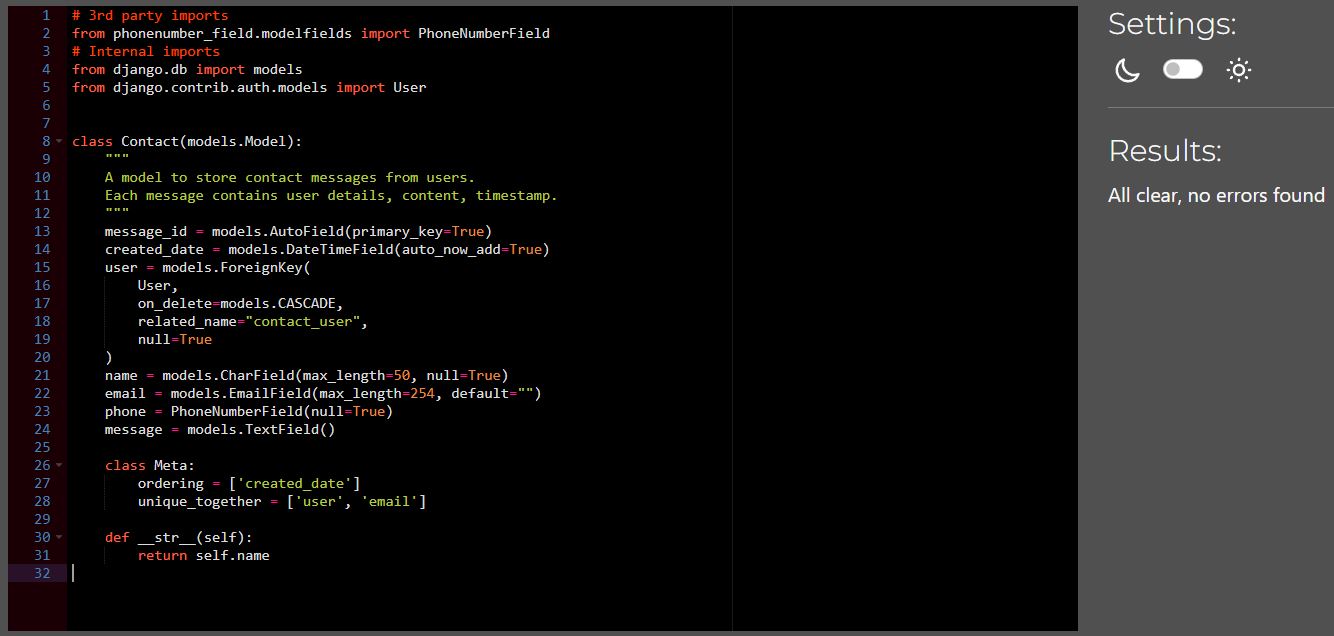 1 # 3rd party imports
2 from phonenumber_field.modelfields import PhoneNumberField
3 # Internal imports
4 from django.db import models
5 from django.contrib.auth.models import User
6
7
8 class Contact(models.Model):
9     """
10     A model to store contact messages from users.
11     Each message contains user details, content, timestamp.
12     """
13     message_id = models.AutoField(primary_key=True)
14     created_date = models.DateTimeField(auto_now_add=True)
15     user = models.ForeignKey(
16         User,
17         on_delete=models.CASCADE,
18         related_name="contact_user",
19         null=True
20     )
21     name = models.CharField(max_length=50, null=True)
22     email = models.EmailField(max_length=254, default="")
23     phone = PhoneNumberField(null=True)
24     message = models.TextField()
25
26     class Meta:
27         ordering = ['created_date']
28         unique_together = ['user', 'email']
29
30     def __str__(self):
31         return self.name
32
Settings:
Results:
All clear, no errors found